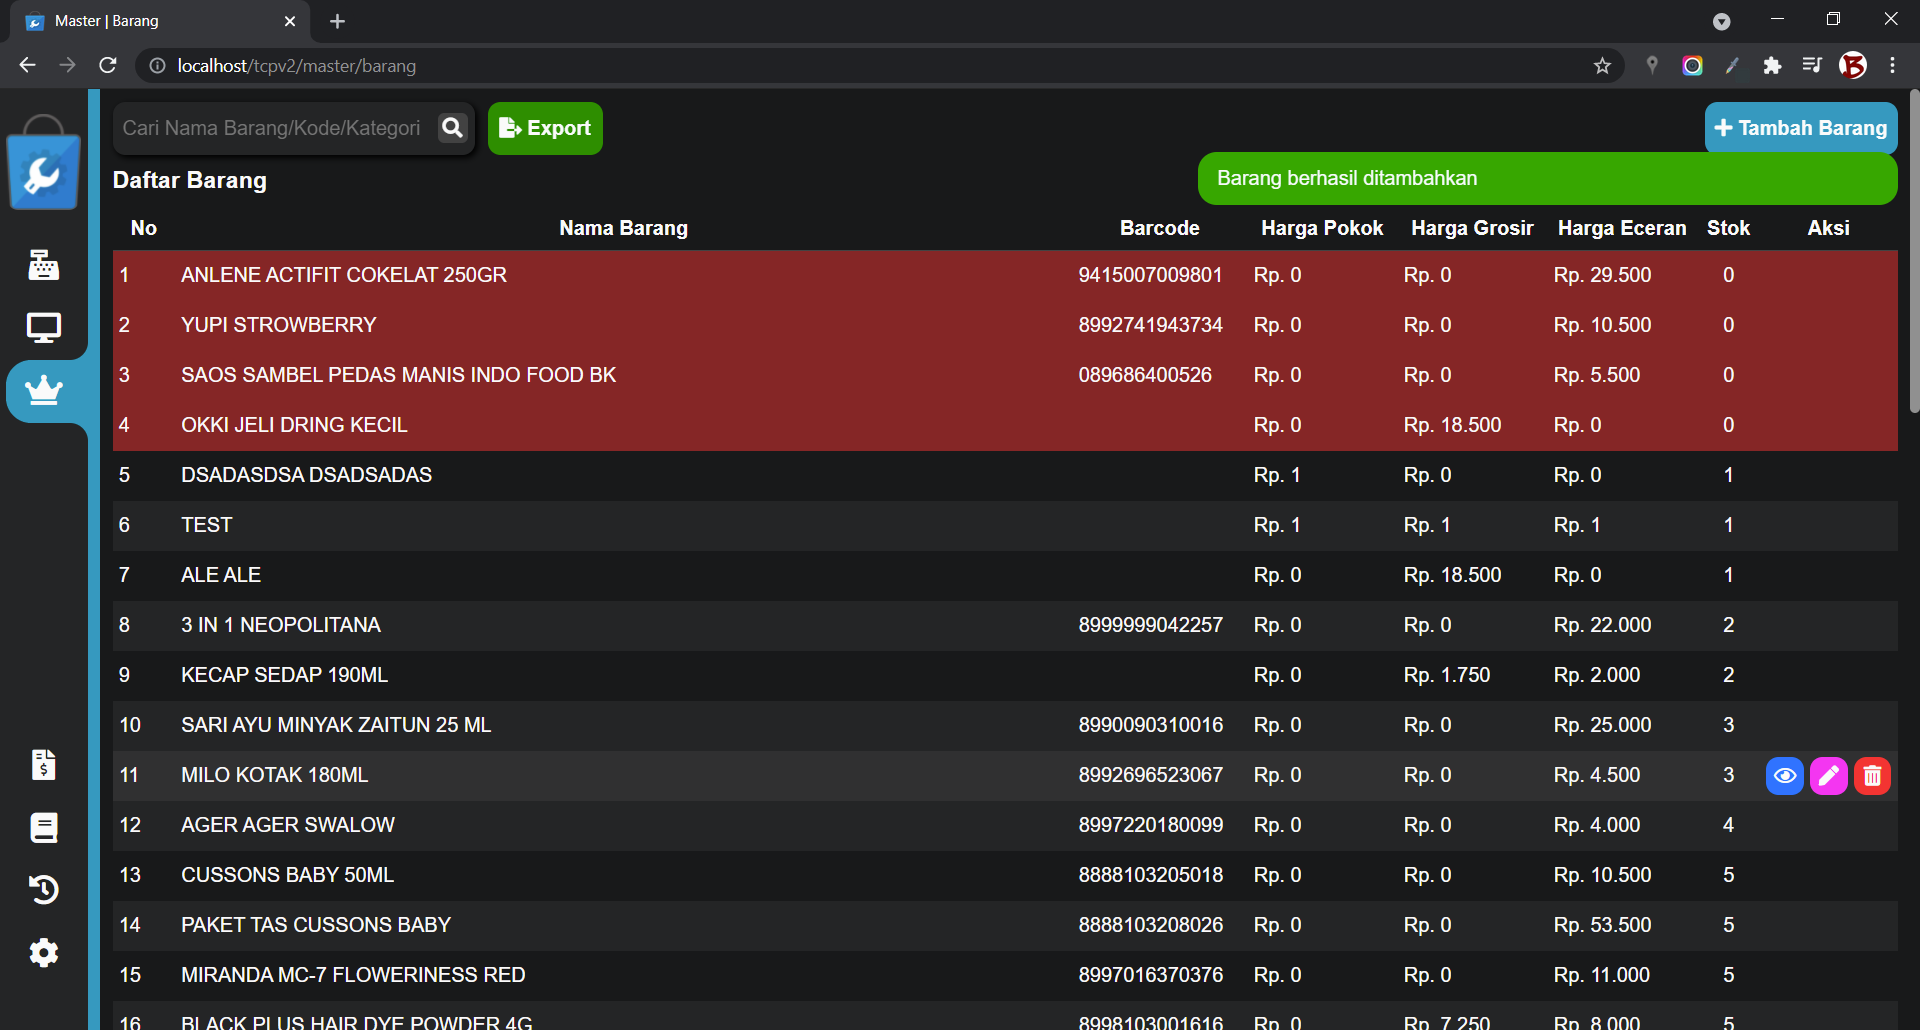 Master | Barang
localhost/tcpv2/master/barang
Cari Nama Barang/Kode/Kategori
Export
Tambah Barang
Daftar Barang
Barang berhasil ditambahkan
No Nama Barang Barcode Harga Pokok Harga Grosir Harga Eceran Stok Aksi
1 ANLENE ACTIFIT COKELAT 250GR 9415007009801 Rp. 0 Rp. 0 Rp. 29.500 0
2 YUPI STROWBERRY 8992741943734 Rp. 0 Rp. 0 Rp. 10.500 0
3 SAOS SAMBEL PEDAS MANIS INDO FOOD BK 089686400526 Rp. 0 Rp. 0 Rp. 5.500 0
4 OKKI JELI DRING KECIL Rp. 0 Rp. 18.500 Rp. 0 0
5 DSADASDSA DSADSADAS Rp. 1 Rp. 0 Rp. 0 1
6 TEST Rp. 1 Rp. 1 Rp. 1 1
7 ALE ALE Rp. 0 Rp. 18.500 Rp. 0 1
8 3 IN 1 NEOPOLITANA 8999999042257 Rp. 0 Rp. 0 Rp. 22.000 2
9 KECAP SEDAP 190ML Rp. 0 Rp. 1.750 Rp. 2.000 2
10 SARI AYU MINYAK ZAITUN 25 ML 8990090310016 Rp. 0 Rp. 0 Rp. 25.000 3
11 MILO KOTAK 180ML 8992696523067 Rp. 0 Rp. 0 Rp. 4.500 3
12 AGER AGER SWALOW 8997220180099 Rp. 0 Rp. 0 Rp. 4.000 4
13 CUSSONS BABY 50ML 8888103205018 Rp. 0 Rp. 0 Rp. 10.500 5
14 PAKET TAS CUSSONS BABY 8888103208026 Rp. 0 Rp. 0 Rp. 53.500 5
15 MIRANDA MC-7 FLOWERINESS RED 8997016370376 Rp. 0 Rp. 0 Rp. 11.000 5
16 BLACK PLUS HAIR DYE POWDER 4G 8998103001616 Rp. 0 Rp. 7.250 Rp. 8.000 5